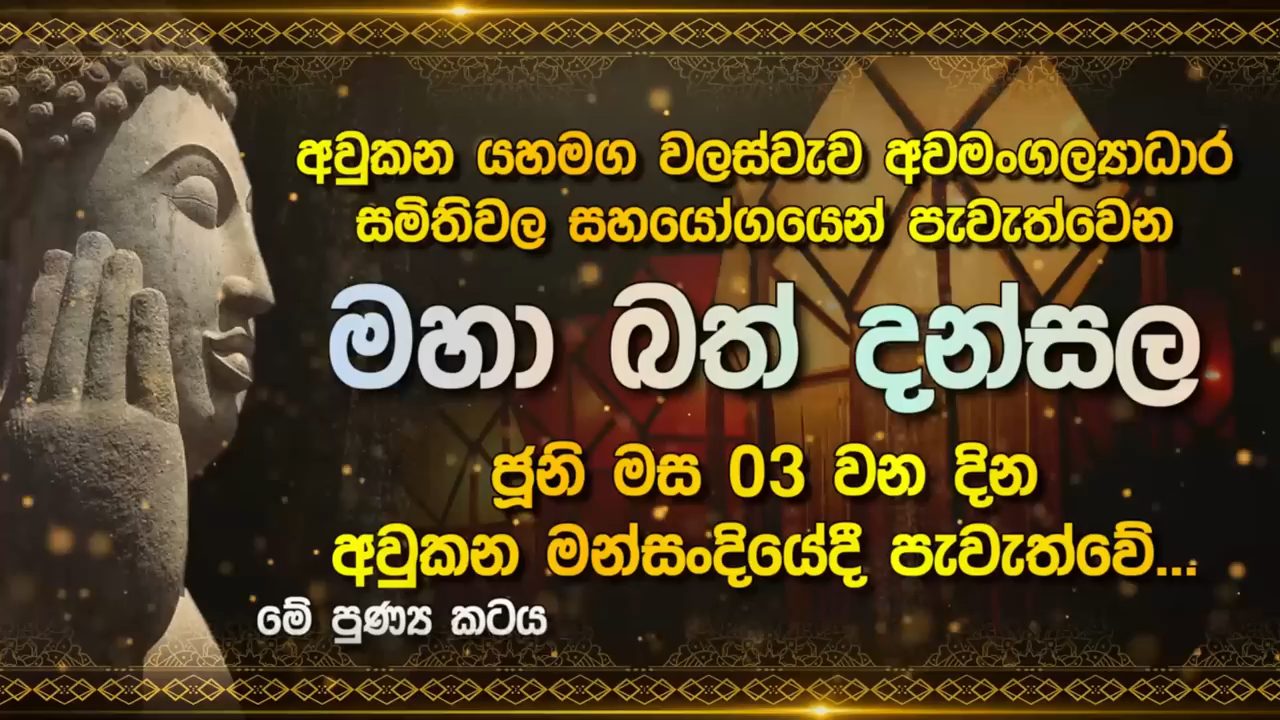 අවුකන යහමග වලස්වැව අවමංගල්‍යාධාර
සමිතිවල සහයෝගයෙන් පැවැත්වෙන
මහා බත් දන්සල
ජූනි මස 03 වන දින
අවුකන මන්සංදියේදී පැවැත්වේ...
මේ පුණ්‍ය කටය